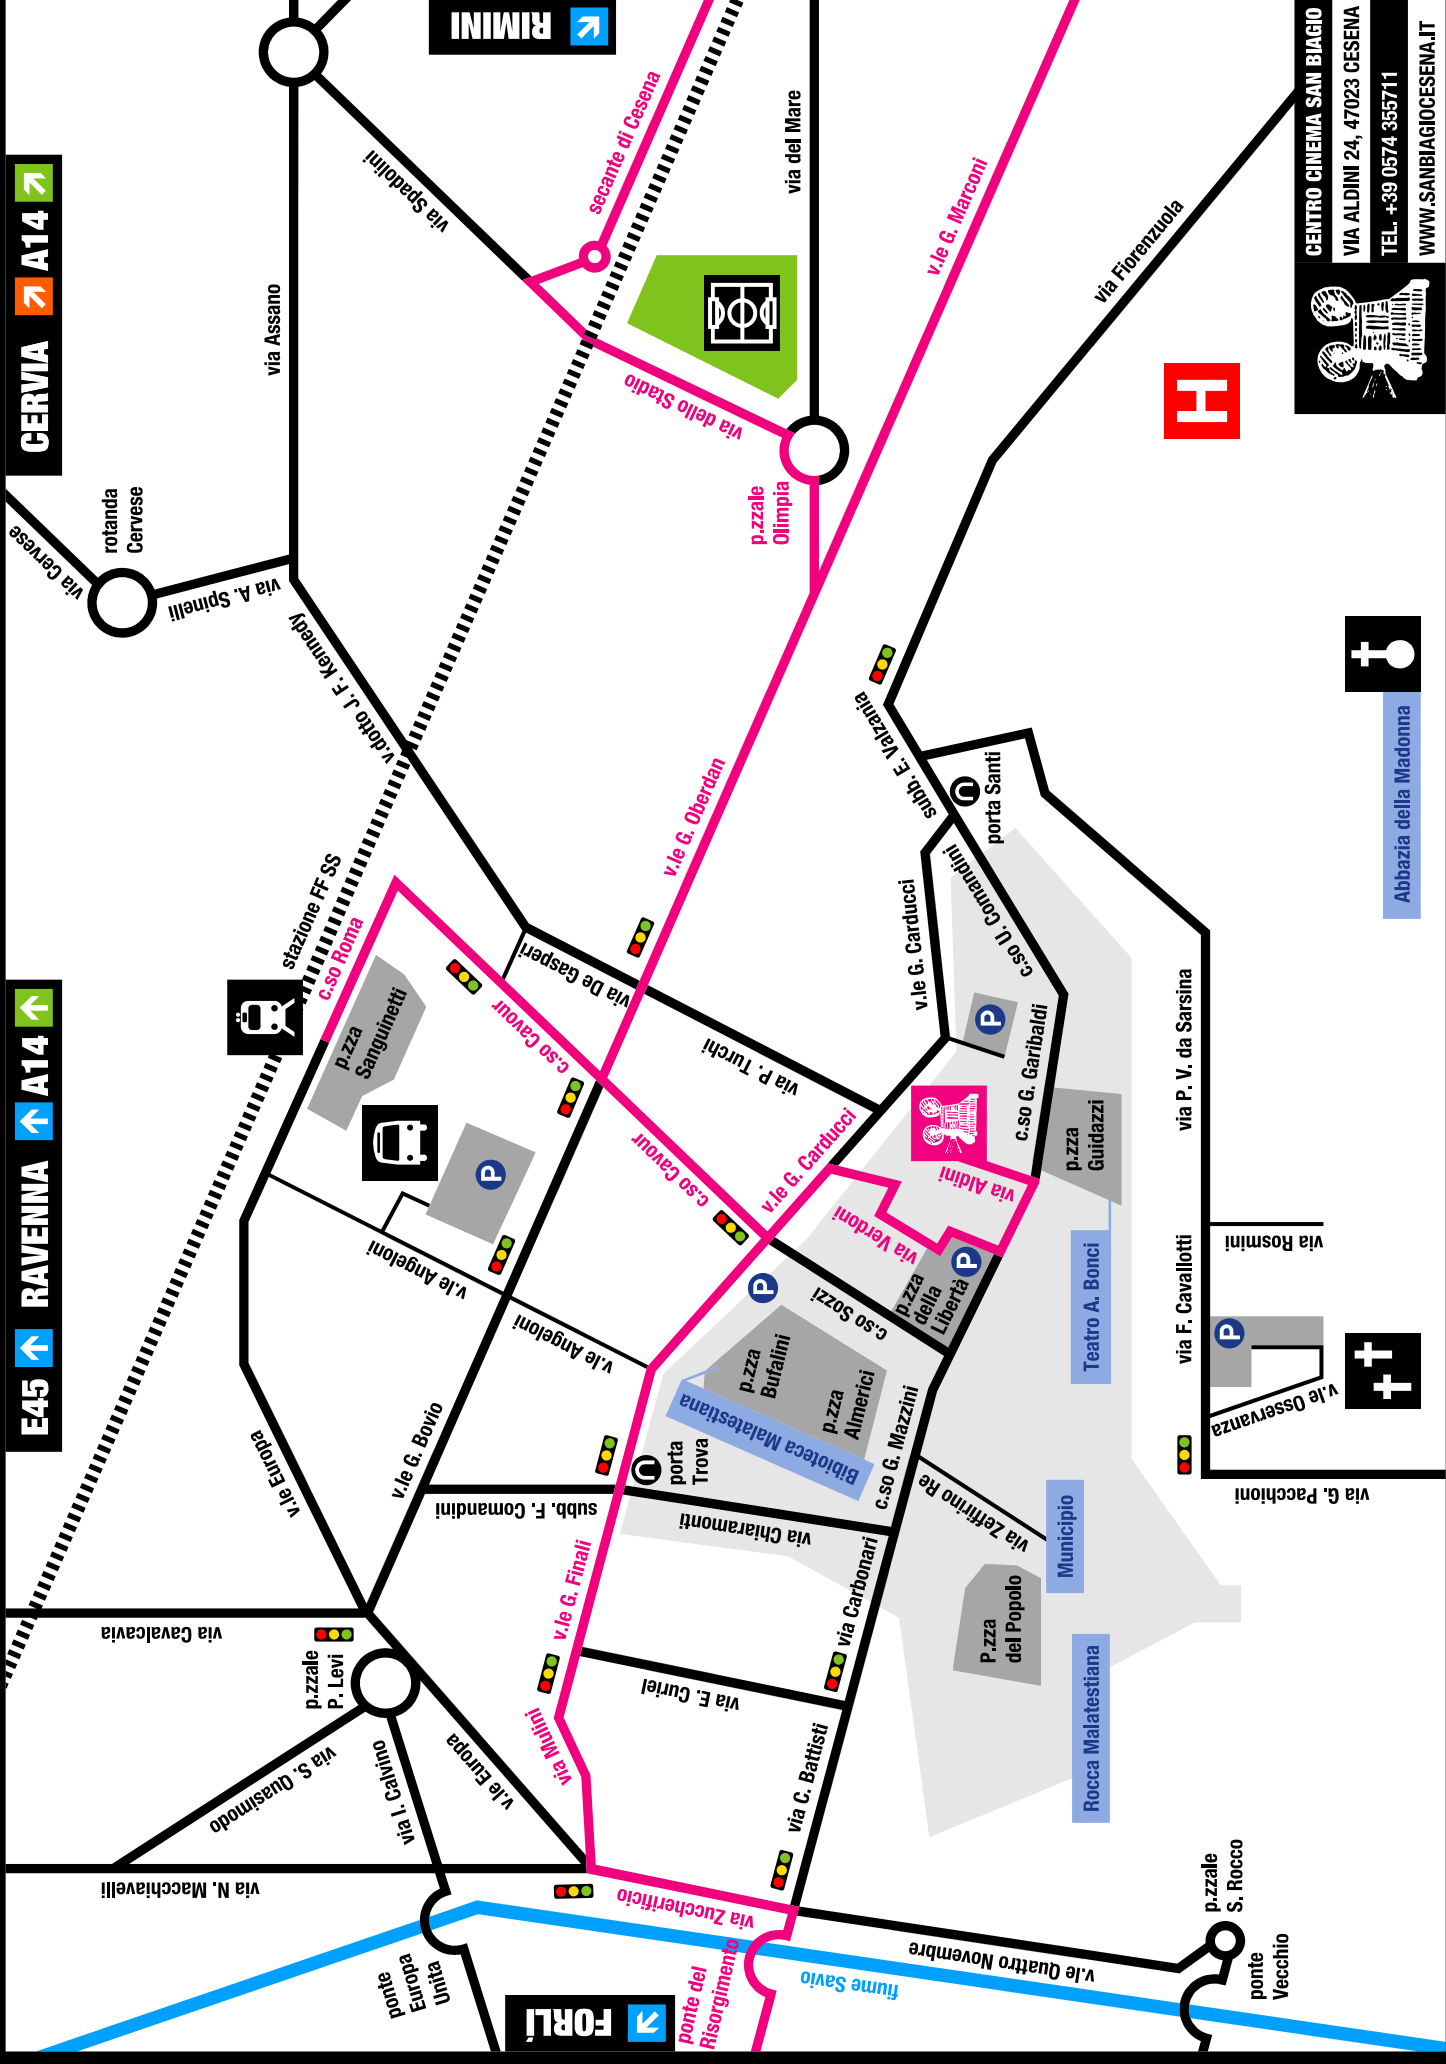 E45 RAVENNA A14
CERVIA A14
RIMINI
FORLÍ
CENTRO CINEMA SAN BIAGIO
VIA ALDINI 24, 47023 CESENA
TEL. +39 0574 355711
WWW.SANBIAGIOCESENA.IT
via Cervese
rotanda
Cervese
via A. Spinelli
via Assano
via Spadolini
secante di Cesena
via del Mare
v.le G. Marconi
via Fiorenzuola
via dello Stadio
p.zzale
Olimpia
v.dotto J. F. Kennedy
stazione FF SS
c.so Roma
p.zza
Sanguinetti
c.so Cavour
via De Gasperi
v.le G. Oberdan
via P. Turchi
c.so Cavour
v.le G. Carducci
v.le G. Carducci
subb. E. Valzania
porta Santi
c.so U. Comandini
c.so G. Garibaldi
P
p.zza
Guidazzi
via Aldini
via Verdoni
p.zza
della
Libertà
P
c.so Sozzi
P
p.zza
Bufalini
p.zza
Almerici
Bibioteca Malatestiana
c.so G. Mazzini
P
v.le Angeloni
v.le Angeloni
v.le G. Bovio
v.le Europa
subb. F. Comandini
porta
Trova
via Chiaramonti
v.le G. Finali
via Carbonari
via Zeffirino Re
via Cavalcavia
p.zzale
P. Levi
via S. Quasimodo
via I. Calvino
v.le Europa
via Mulini
via E. Curiel
via C. Battisti
via N. Macchiavelli
via Zuccherificio
ponte
Europa
Unita
ponte del
Risorgimento
fiume Savio
v.le Quattro Novembre
p.zzale
S. Rocco
ponte
Vecchio
P.zza
del Popolo
Rocca Malatestiana
Municipio
Teatro A. Bonci
Abbazia della Madonna
H
via P. V. da Sarsina
via F. Cavallotti
via Rosmini
P
v.le Osservanza
via G. Pacchioni